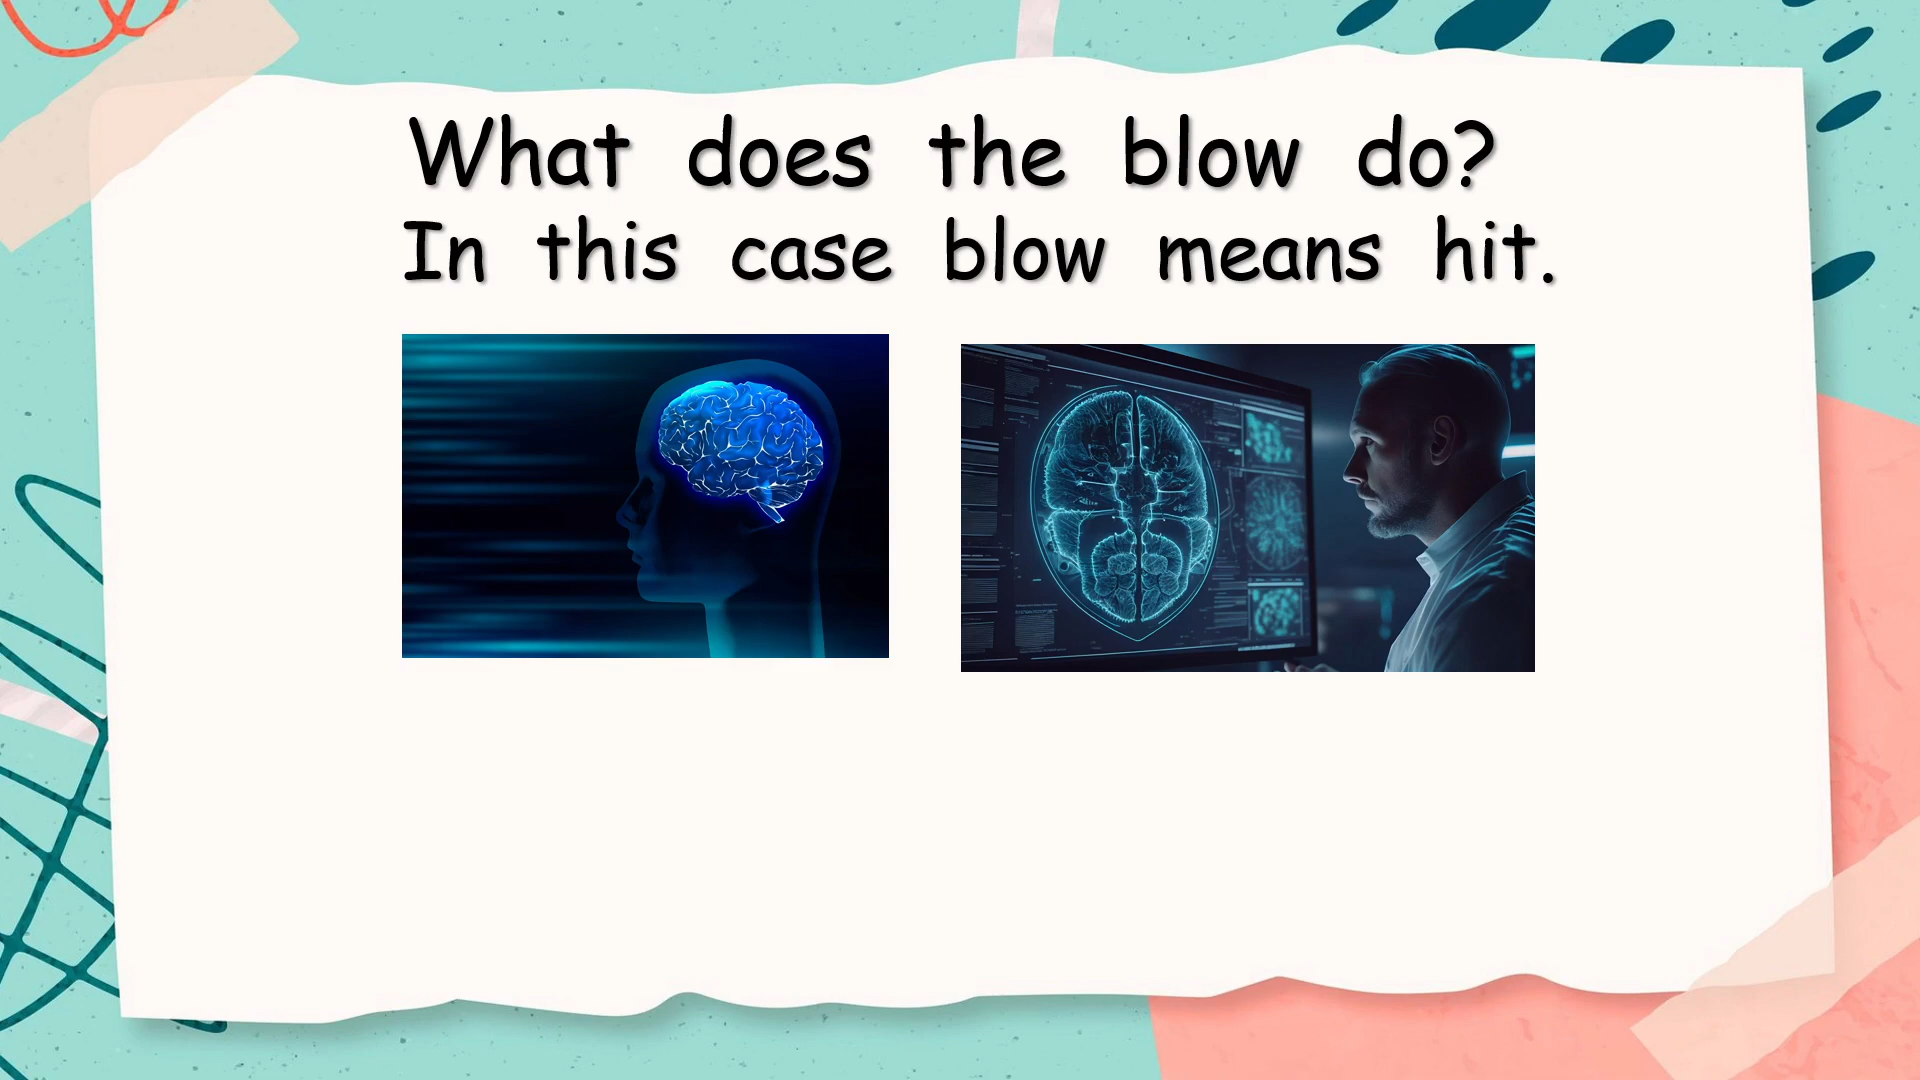 What does the blow do?
In this case blow means hit.